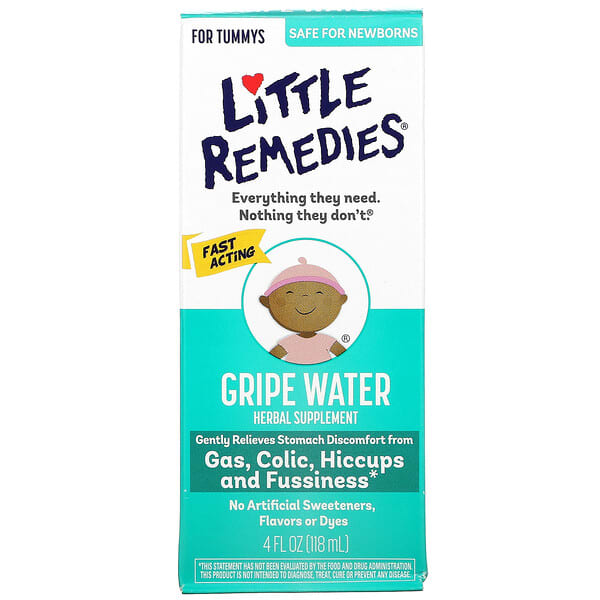 FOR TUMMYS
SAFE FOR NEWBORNS
LiTTLE
REMEDIES®
Everything they need.
Nothing they don't.®
FAST
ACTiNG
®
GRIPE WATER
HERBAL SUPPLEMENT
Gently Relieves Stomach Discomfort from
Gas, Colic, Hiccups
and Fussiness*
No Artificial Sweeteners,
Flavors or Dyes
4 FL OZ (118 mL)
*THIS STATEMENT HAS NOT BEEN EVALUATED BY THE FOOD AND DRUG ADMINISTRATION.
THIS PRODUCT IS NOT INTENDED TO DIAGNOSE, TREAT, CURE OR PREVENT ANY DISEASE.